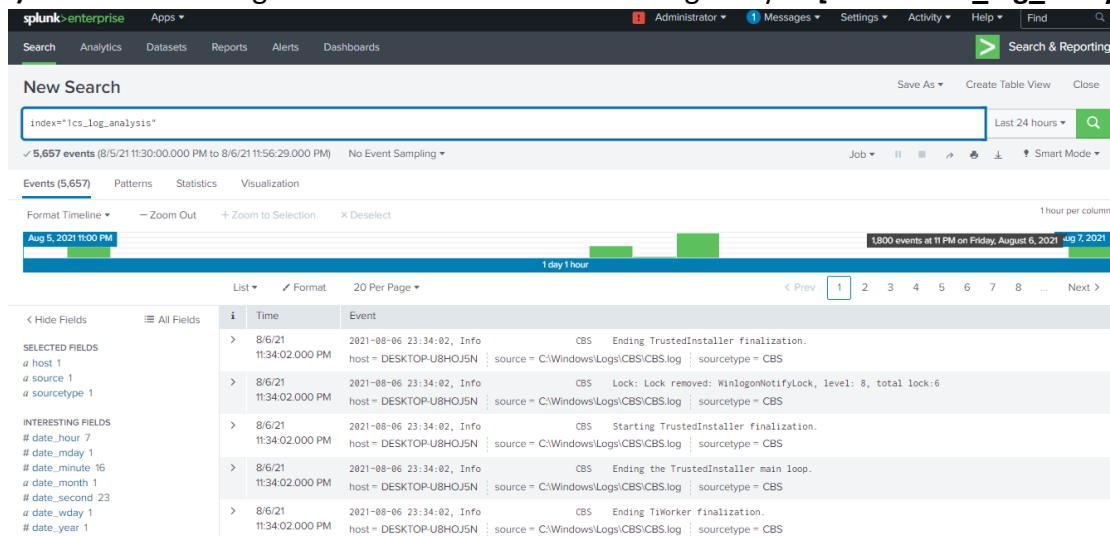 splunk>enterprise Apps ▾ ! Administrator ▾ 1 Messages ▾ Settings ▾ Activity ▾ Help ▾ Find
Search Analytics Datasets Reports Alerts Dashboards > Search & Reporting
New Search Save As ▾ Create Table View Close
index="lcs_log_analysis" Last 24 hours ▾
✓ 5,657 events (8/5/21 11:30:00.000 PM to 8/6/21 11:56:29.000 PM) No Event Sampling ▾ Job ▾ Smart Mode ▾
Events (5,657) Patterns Statistics Visualization
Format Timeline ▾ — Zoom Out + Zoom to Selection × Deselect 1 hour per column
Aug 5, 2021 11:00 PM 1,800 events at 11 PM on Friday, August 6, 2021 ug 7, 2021
1 day 1 hour
List ▾ Format 20 Per Page ▾ < Prev 1 2 3 4 5 6 7 8 ... Next >
< Hide Fields All Fields i Time Event
SELECTED FIELDS
a host 1
a source 1
a sourcetype 1
INTERESTING FIELDS
# date_hour 7
# date_mday 1
# date_minute 16
a date_month 1
# date_second 23
a date_wday 1
# date_year 1
> 8/6/21 2021-08-06 23:34:02, Info CBS Ending TrustedInstaller finalization.
11:34:02.000 PM host = DESKTOP-U8HOJ5N source = C:\Windows\Logs\CBS\CBS.log sourcetype = CBS
> 8/6/21 2021-08-06 23:34:02, Info CBS Lock: Lock removed: WinlogonNotifyLock, level: 8, total lock:6
11:34:02.000 PM host = DESKTOP-U8HOJ5N source = C:\Windows\Logs\CBS\CBS.log sourcetype = CBS
> 8/6/21 2021-08-06 23:34:02, Info CBS Starting TrustedInstaller finalization.
11:34:02.000 PM host = DESKTOP-U8HOJ5N source = C:\Windows\Logs\CBS\CBS.log sourcetype = CBS
> 8/6/21 2021-08-06 23:34:02, Info CBS Ending the TrustedInstaller main loop.
11:34:02.000 PM host = DESKTOP-U8HOJ5N source = C:\Windows\Logs\CBS\CBS.log sourcetype = CBS
> 8/6/21 2021-08-06 23:34:02, Info CBS Ending TiWorker finalization.
11:34:02.000 PM host = DESKTOP-U8HOJ5N source = C:\Windows\Logs\CBS\CBS.log sourcetype = CBS